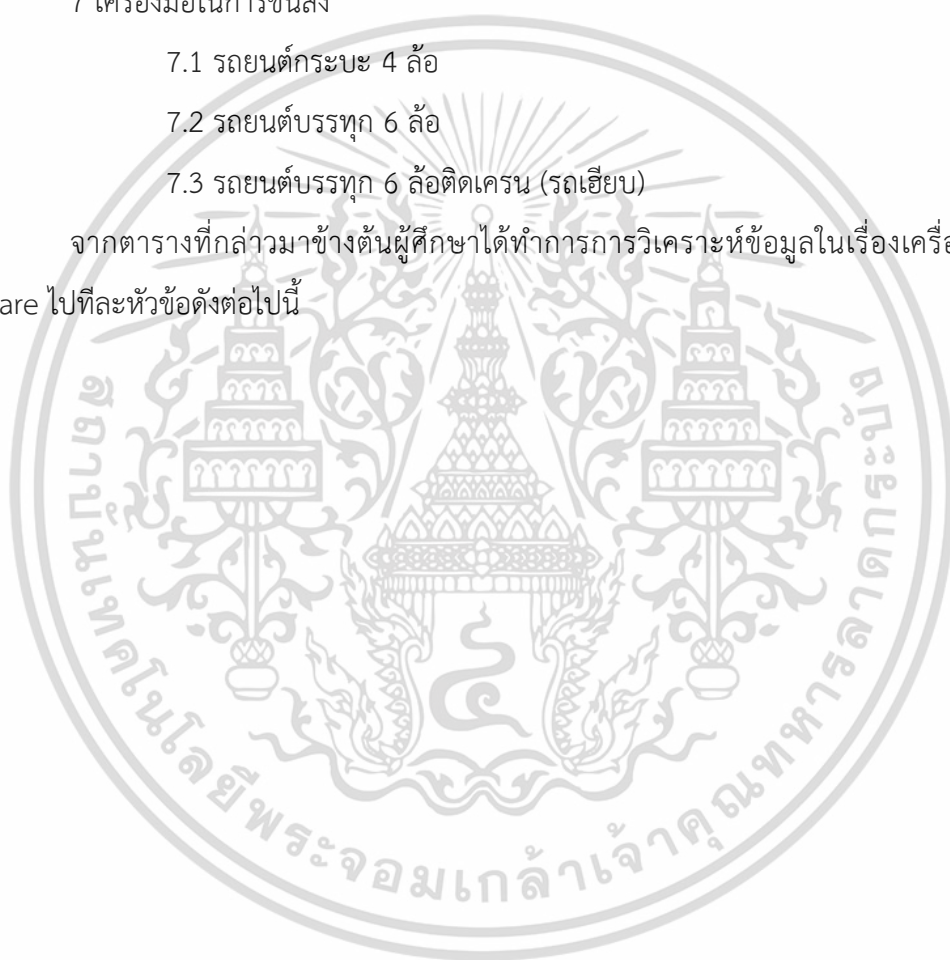 7 เครื่องมือในการขนส่ง
7.1 รถยนต์กระบะ 4 ล้อ
7.2 รถยนต์บรรทุก 6 ล้อ
7.3 รถยนต์บรรทุก 6 ล้อติดเครน (รถเฮียบ)
จากตารางที่กล่าวมาข้างต้นผู้ศึกษาได้ทำการการวิเคราะห์ข้อมูลในเรื่องเครื่อ
are ไปทีละหัวข้อดังต่อไปนี้
สถาบันเทคโนโลยีพระจอมเกล้าเจ้าคุณทหารลาดกระบัง